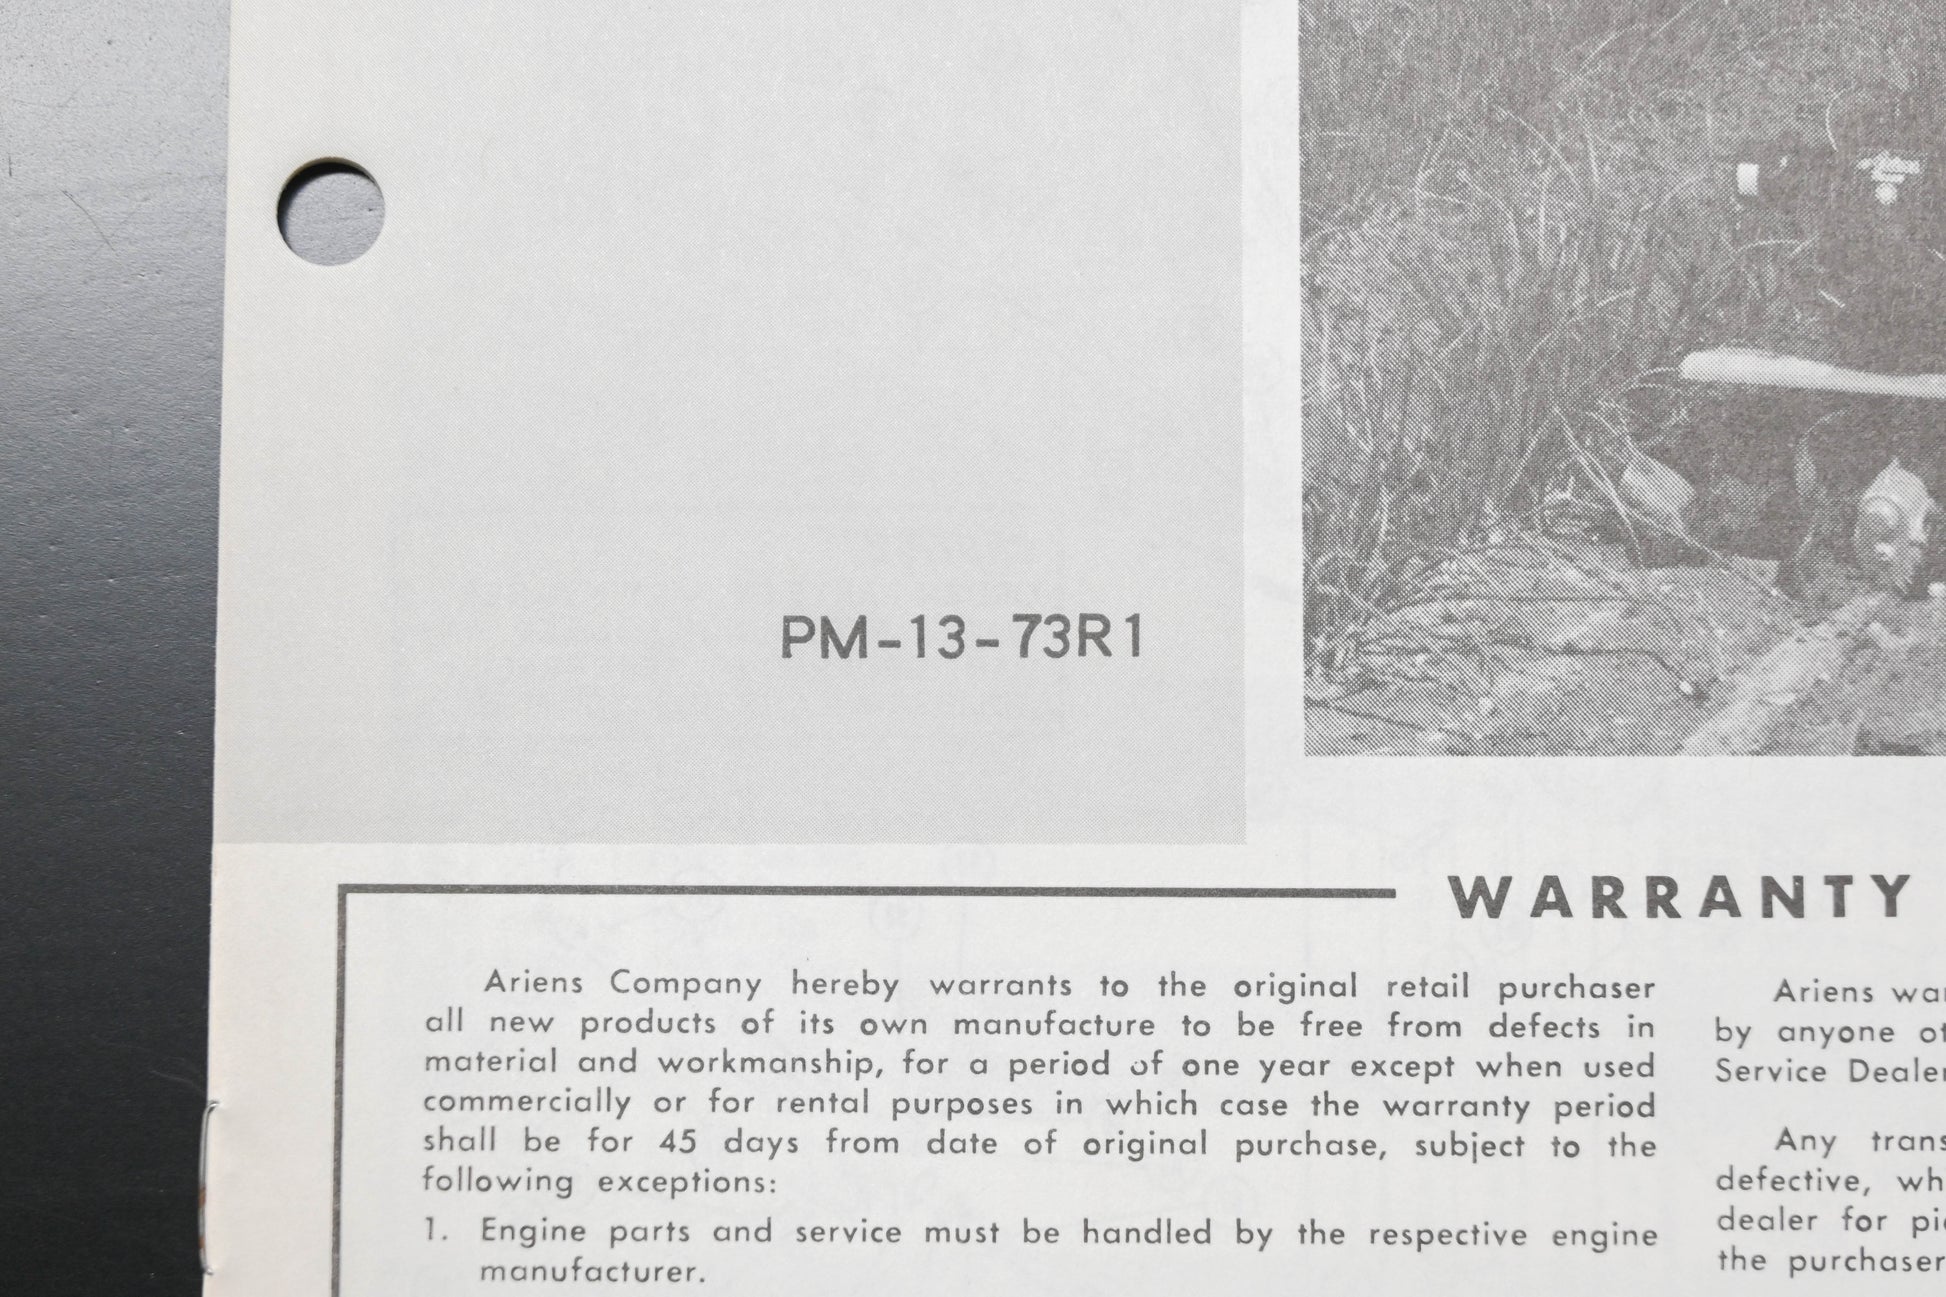 PM-13-73R1
WARRANTY
Ariens Company hereby warrants to the original retail purchaser
all new products of its own manufacture to be free from defects in
material and workmanship, for a period of one year except when used
commercially or for rental purposes in which case the warranty period
shall be for 45 days from date of original purchase, subject to the
following exceptions:
1. Engine parts and service must be handled by the respective engine
manufacturer.
Ariens
by anyone
Service
Any
defective,
dealer for
the purchaser